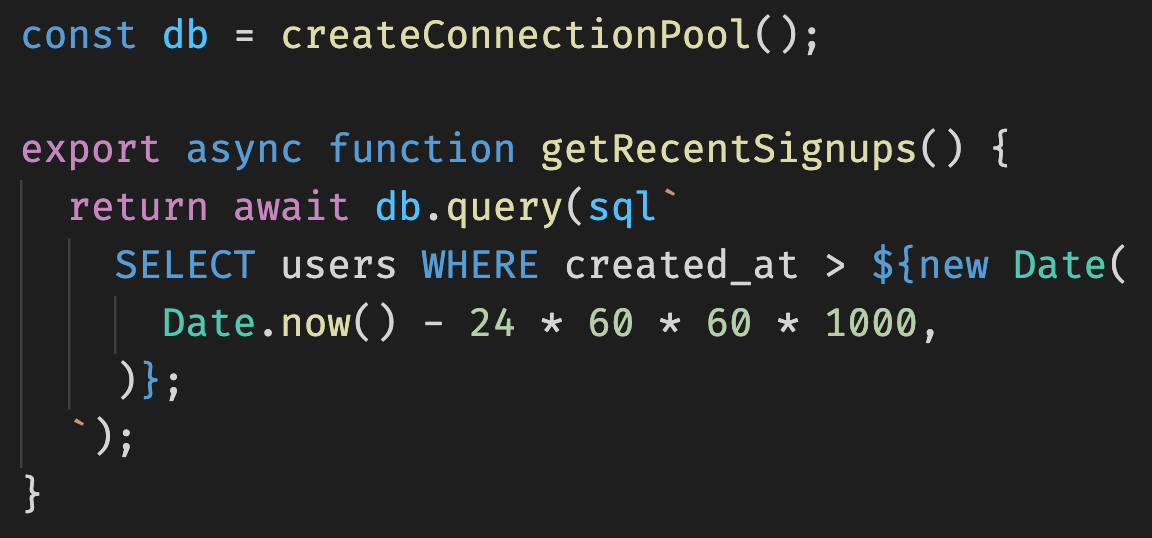 const db = createConnectionPool();

export async function getRecentSignups() {
  return await db.query(sql`
    SELECT users WHERE created_at > ${new Date(
      Date.now() - 24 * 60 * 60 * 1000,
    )};
  `);
}